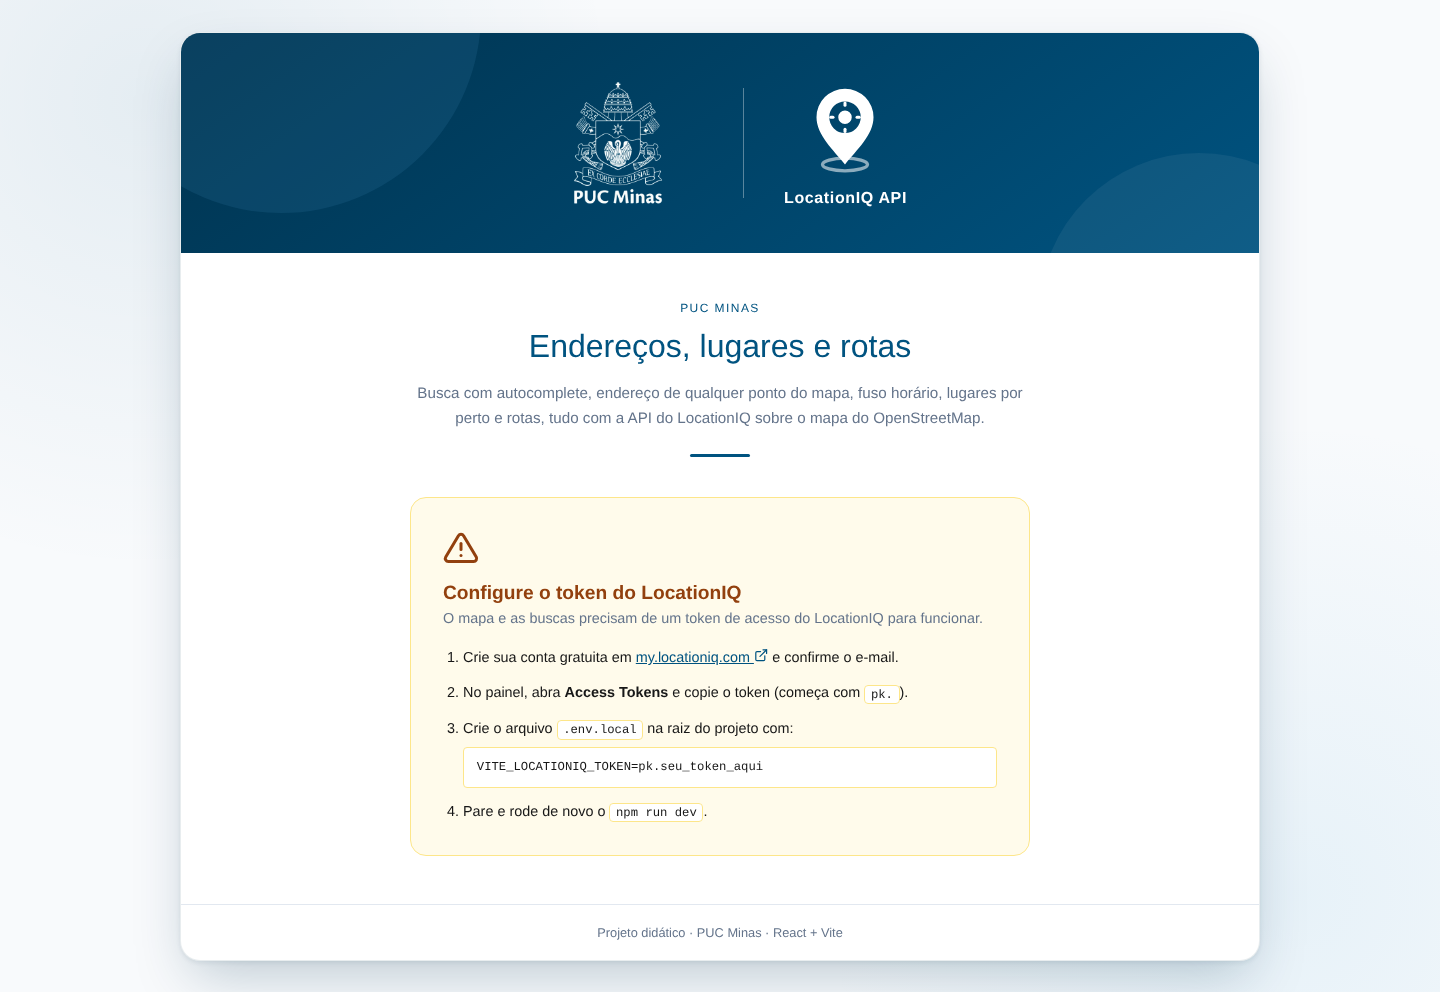 EX CORDE ECCLESIAE
PUC Minas
LocationIQ API
PUC MINAS
Endereços, lugares e rotas
Busca com autocomplete, endereço de qualquer ponto do mapa, fuso horário, lugares por
perto e rotas, tudo com a API do LocationIQ sobre o mapa do OpenStreetMap.
Configure o token do LocationIQ
O mapa e as buscas precisam de um token de acesso do LocationIQ para funcionar.
1. Crie sua conta gratuita em my.locationiq.com e confirme o e-mail.
2. No painel, abra Access Tokens e copie o token (começa com pk. ).
3. Crie o arquivo .env.local na raiz do projeto com:
VITE_LOCATIONIQ_TOKEN=pk.seu_token_aqui
4. Pare e rode de novo o npm run dev.
Projeto didático · PUC Minas · React + Vite